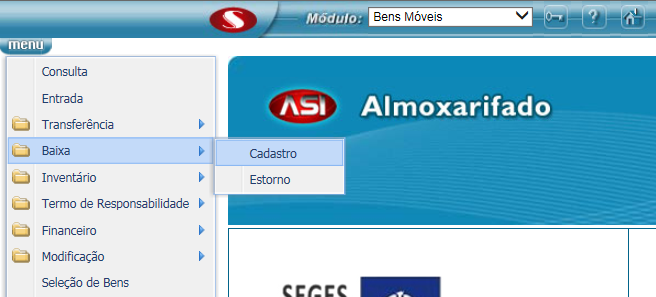 S
Módulo: Bens Móveis
menu
Consulta
Entrada
Transferência
Baixa
Cadastro
Inventário
Estorno
Termo de Responsabilidade
Financeiro
Modificação
Seleção de Bens
ASI Almoxarifado
SEGES